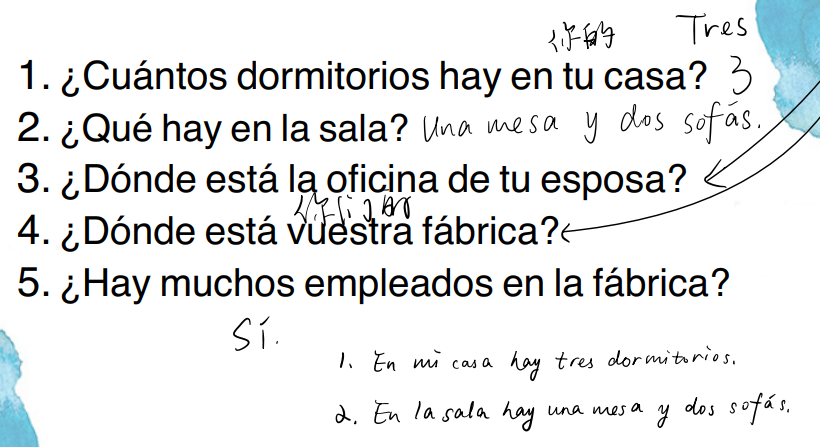 你的 Tres
1. ¿Cuántos dormitorios hay en tu casa? 3
2. ¿Qué hay en la sala? Una mesa y dos sofás.
3. ¿Dónde está la oficina de tu esposa?
你们的
4. ¿Dónde está vuestra fábrica?
5. ¿Hay muchos empleados en la fábrica?
Sí.
1. En mi casa hay tres dormitorios.
2. En la sala hay una mesa y dos sofás.